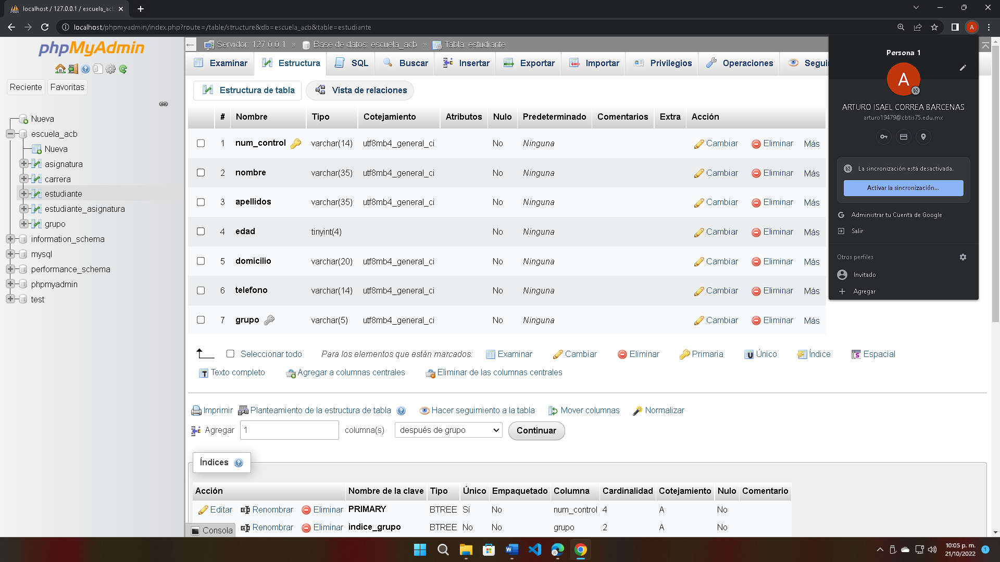 localhost / 127.0.0.1 / escuela_acb
localhost/phpmyadmin/index.php?route=/table/structure&db=escuela_acb&table=estudiante
A
phpMyAdmin
Reciente Favoritas
Nueva
escuela_acb
Nueva
asignatura
carrera
estudiante
estudiante_asignatura
grupo
information_schema
mysql
performance_schema
phpmyadmin
test
Servidor: 127.0.0.1 » Base de datos: escuela_acb » Tabla: estudiante
Examinar Estructura SQL Buscar Insertar Exportar Importar Privilegios Operaciones Segui
Estructura de tabla Vista de relaciones
# Nombre Tipo Cotejamiento Atributos Nulo Predeterminado Comentarios Extra Acción
1 num_control varchar(14) utf8mb4_general_ci No Ninguna Cambiar Eliminar Más
2 nombre varchar(35) utf8mb4_general_ci No Ninguna Cambiar Eliminar Más
3 apellidos varchar(35) utf8mb4_general_ci No Ninguna Cambiar Eliminar Más
4 edad tinyint(4) No Ninguna Cambiar Eliminar Más
5 domicilio varchar(20) utf8mb4_general_ci No Ninguna Cambiar Eliminar Más
6 telefono varchar(14) utf8mb4_general_ci No Ninguna Cambiar Eliminar Más
7 grupo varchar(5) utf8mb4_general_ci No Ninguna Cambiar Eliminar Más
Seleccionar todo Para los elementos que están marcados: Examinar Cambiar Eliminar Primaria Único Índice Espacial
Texto completo Agregar a columnas centrales Eliminar de las columnas centrales
Imprimir Planteamiento de la estructura de tabla Hacer seguimiento a la tabla Mover columnas Normalizar
Agregar 1 columna(s) después de grupo Continuar
Índices
Acción Nombre de la clave Tipo Único Empaquetado Columna Cardinalidad Cotejamiento Nulo Comentario
Editar Renombrar Eliminar PRIMARY BTREE Sí No num_control 4 A No
Renombrar Eliminar indice_grupo BTREE No No grupo 2 A No
Consola
Persona 1
A
ARTURO ISAEL CORREA BARCENAS
arturo19479@cbtis75.edu.mx
La sincronización está desactivada.
Activar la sincronización...
Administrar tu Cuenta de Google
Salir
Otros perfiles
Invitado
Agregar
10:05 p. m.
21/10/2022
1